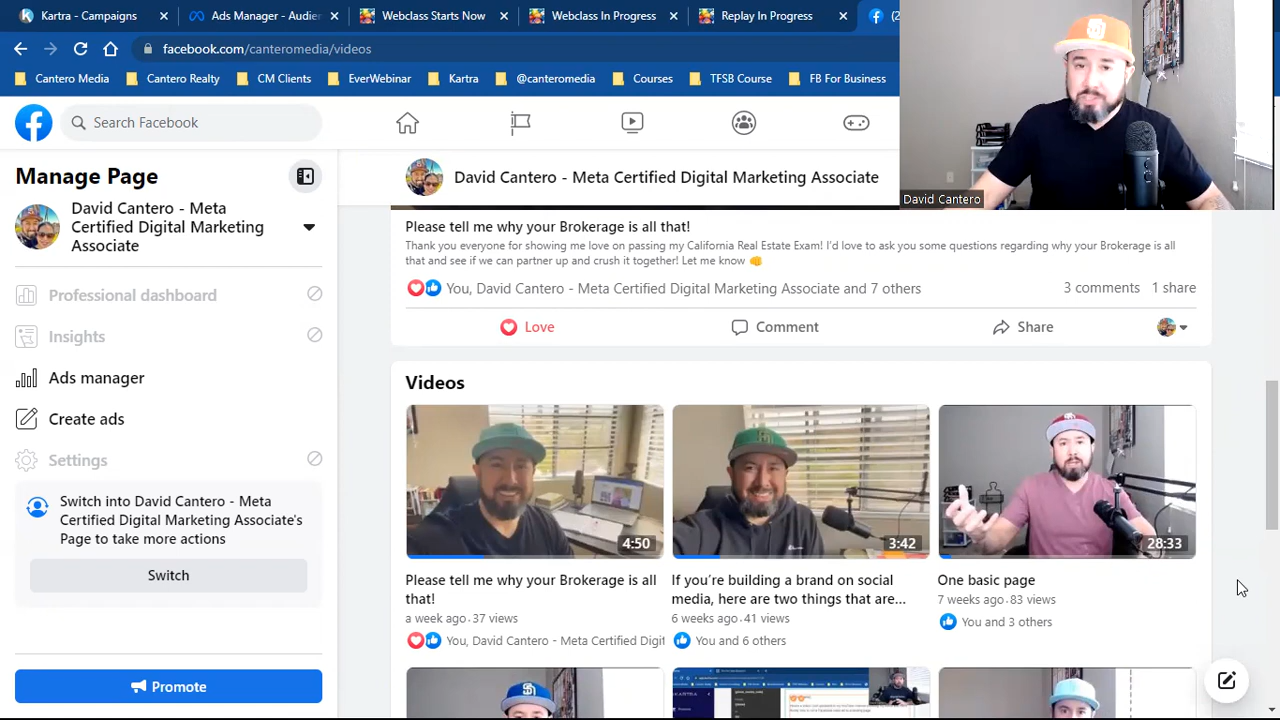 Kartra - Campaigns
Ads Manager - Audien
Webclass Starts Now
Webclass In Progress
Replay In Progress
(2
facebook.com/canteromedia/videos
Cantero Media
Cantero Realty
CM Clients
EverWebinar
Kartra
@canteromedia
Courses
TFSB Course
FB For Business
Search Facebook
David Cantero
Manage Page
David Cantero - Meta
Certified Digital Marketing
Associate
Professional dashboard
Insights
Ads manager
Create ads
Settings
Switch into David Cantero - Meta
Certified Digital Marketing Associate's
Page to take more actions
Switch
Promote
David Cantero - Meta Certified Digital Marketing Associate
Please tell me why your Brokerage is all that!
Thank you everyone for showing me love on passing my California Real Estate Exam! I'd love to ask you some questions regarding why your Brokerage is all
that and see if we can partner up and crush it together! Let me know 👊
You, David Cantero - Meta Certified Digital Marketing Associate and 7 others
3 comments 1 share
Love
Comment
Share
Videos
4:50
Please tell me why your Brokerage is all
that!
a week ago · 37 views
You, David Cantero - Meta Certified Digit
3:42
If you're building a brand on social
media, here are two things that are...
6 weeks ago · 41 views
You and 6 others
28:33
One basic page
7 weeks ago · 83 views
You and 3 others